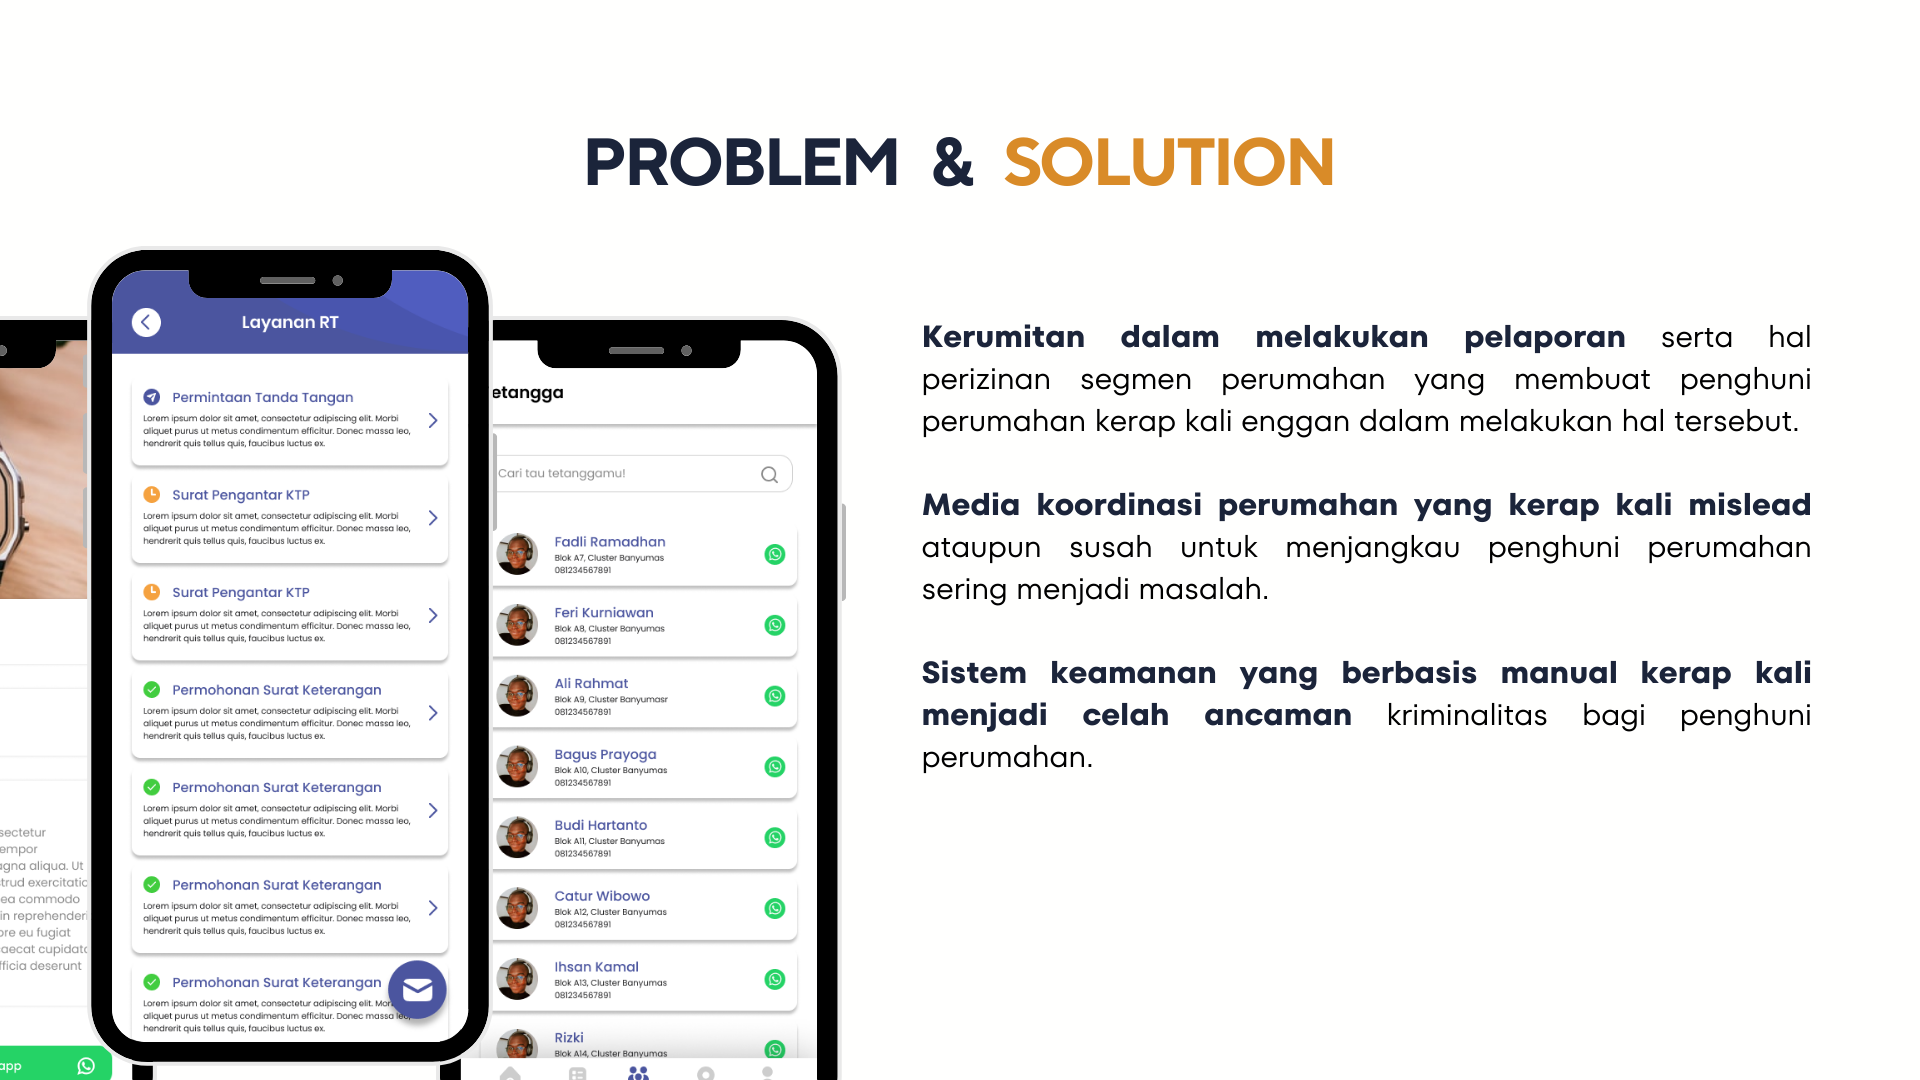 PROBLEM & SOLUTION
Layanan RT
Permintaan Tanda Tangan
Lorem ipsum dolor sit amet, consectetur adipiscing elit. Morbi
aliquet purus ut metus condimentum efficitur. Donec massa leo,
hendrerit quis tellus quis, faucibus luctus ex.
Surat Pengantar KTP
Lorem ipsum dolor sit amet, consectetur adipiscing elit. Morbi
aliquet purus ut metus condimentum efficitur. Donec massa leo,
hendrerit quis tellus quis, faucibus luctus ex.
Surat Pengantar KTP
Lorem ipsum dolor sit amet, consectetur adipiscing elit. Morbi
aliquet purus ut metus condimentum efficitur. Donec massa leo,
hendrerit quis tellus quis, faucibus luctus ex.
Permohonan Surat Keterangan
Lorem ipsum dolor sit amet, consectetur adipiscing elit. Morbi
aliquet purus ut metus condimentum efficitur. Donec massa leo,
hendrerit quis tellus quis, faucibus luctus ex.
Permohonan Surat Keterangan
Lorem ipsum dolor sit amet, consectetur adipiscing elit. Morbi
aliquet purus ut metus condimentum efficitur. Donec massa leo,
hendrerit quis tellus quis, faucibus luctus ex.
Permohonan Surat Keterangan
Lorem ipsum dolor sit amet, consectetur adipiscing elit. Morbi
aliquet purus ut metus condimentum efficitur. Donec massa leo,
hendrerit quis tellus quis, faucibus luctus ex.
Permohonan Surat Keterangan
Lorem ipsum dolor sit amet, consectetur adipiscing elit. Mor
aliquet purus ut metus condimentum efficitur. Donec massa leo,
hendrerit quis tellus quis, faucibus luctus ex.
sectetur
empor
agna aliqua. Ut
trud exercitatio
ea commodo
in reprehenderi
ore eu fugiat
aecat cupidata
fficia deserunt
app
etangga
Cari tau tetanggamu!
Fadli Ramadhan
Blok A7, Cluster Banyumas
081234567891
Feri Kurniawan
Blok A8, Cluster Banyumas
081234567891
Ali Rahmat
Blok A9, Cluster Banyumasr
081234567891
Bagus Prayoga
Blok A10, Cluster Banyumas
081234567891
Budi Hartanto
Blok A11, Cluster Banyumas
081234567891
Catur Wibowo
Blok A12, Cluster Banyumas
081234567891
Ihsan Kamal
Blok A13, Cluster Banyumas
081234567891
Rizki
Blok A14, Cluster Banyumas
Kerumitan dalam melakukan pelaporan serta hal
perizinan segmen perumahan yang membuat penghuni
perumahan kerap kali enggan dalam melakukan hal tersebut.
Media koordinasi perumahan yang kerap kali mislead
ataupun susah untuk menjangkau penghuni perumahan
sering menjadi masalah.
Sistem keamanan yang berbasis manual kerap kali
menjadi celah ancaman kriminalitas bagi penghuni
perumahan.